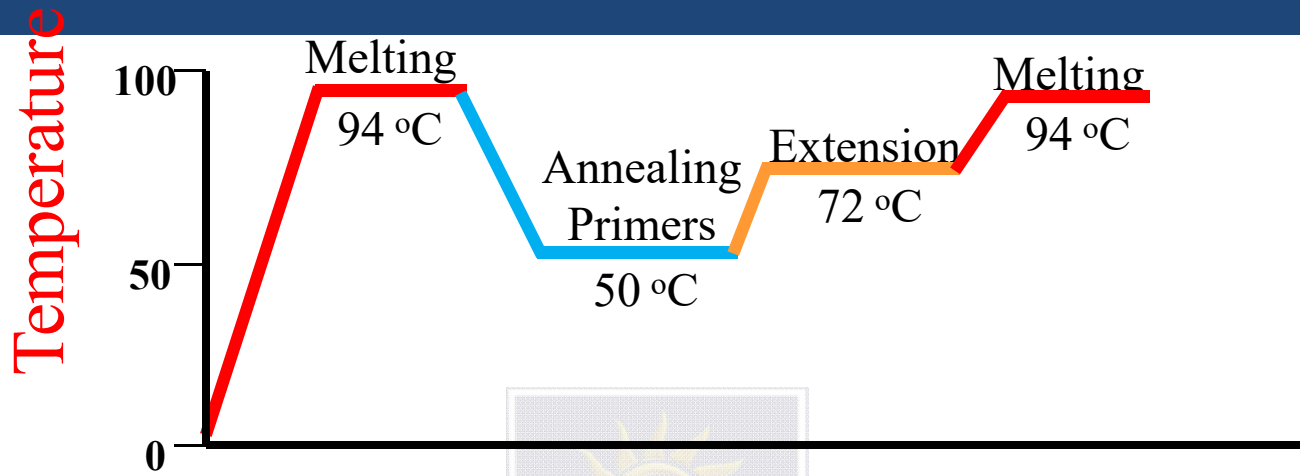 Temperature
100
50
0
Melting
94 ºC
Annealing
Primers
50 ºC
Extension
72 ºC
Melting
94 ºC